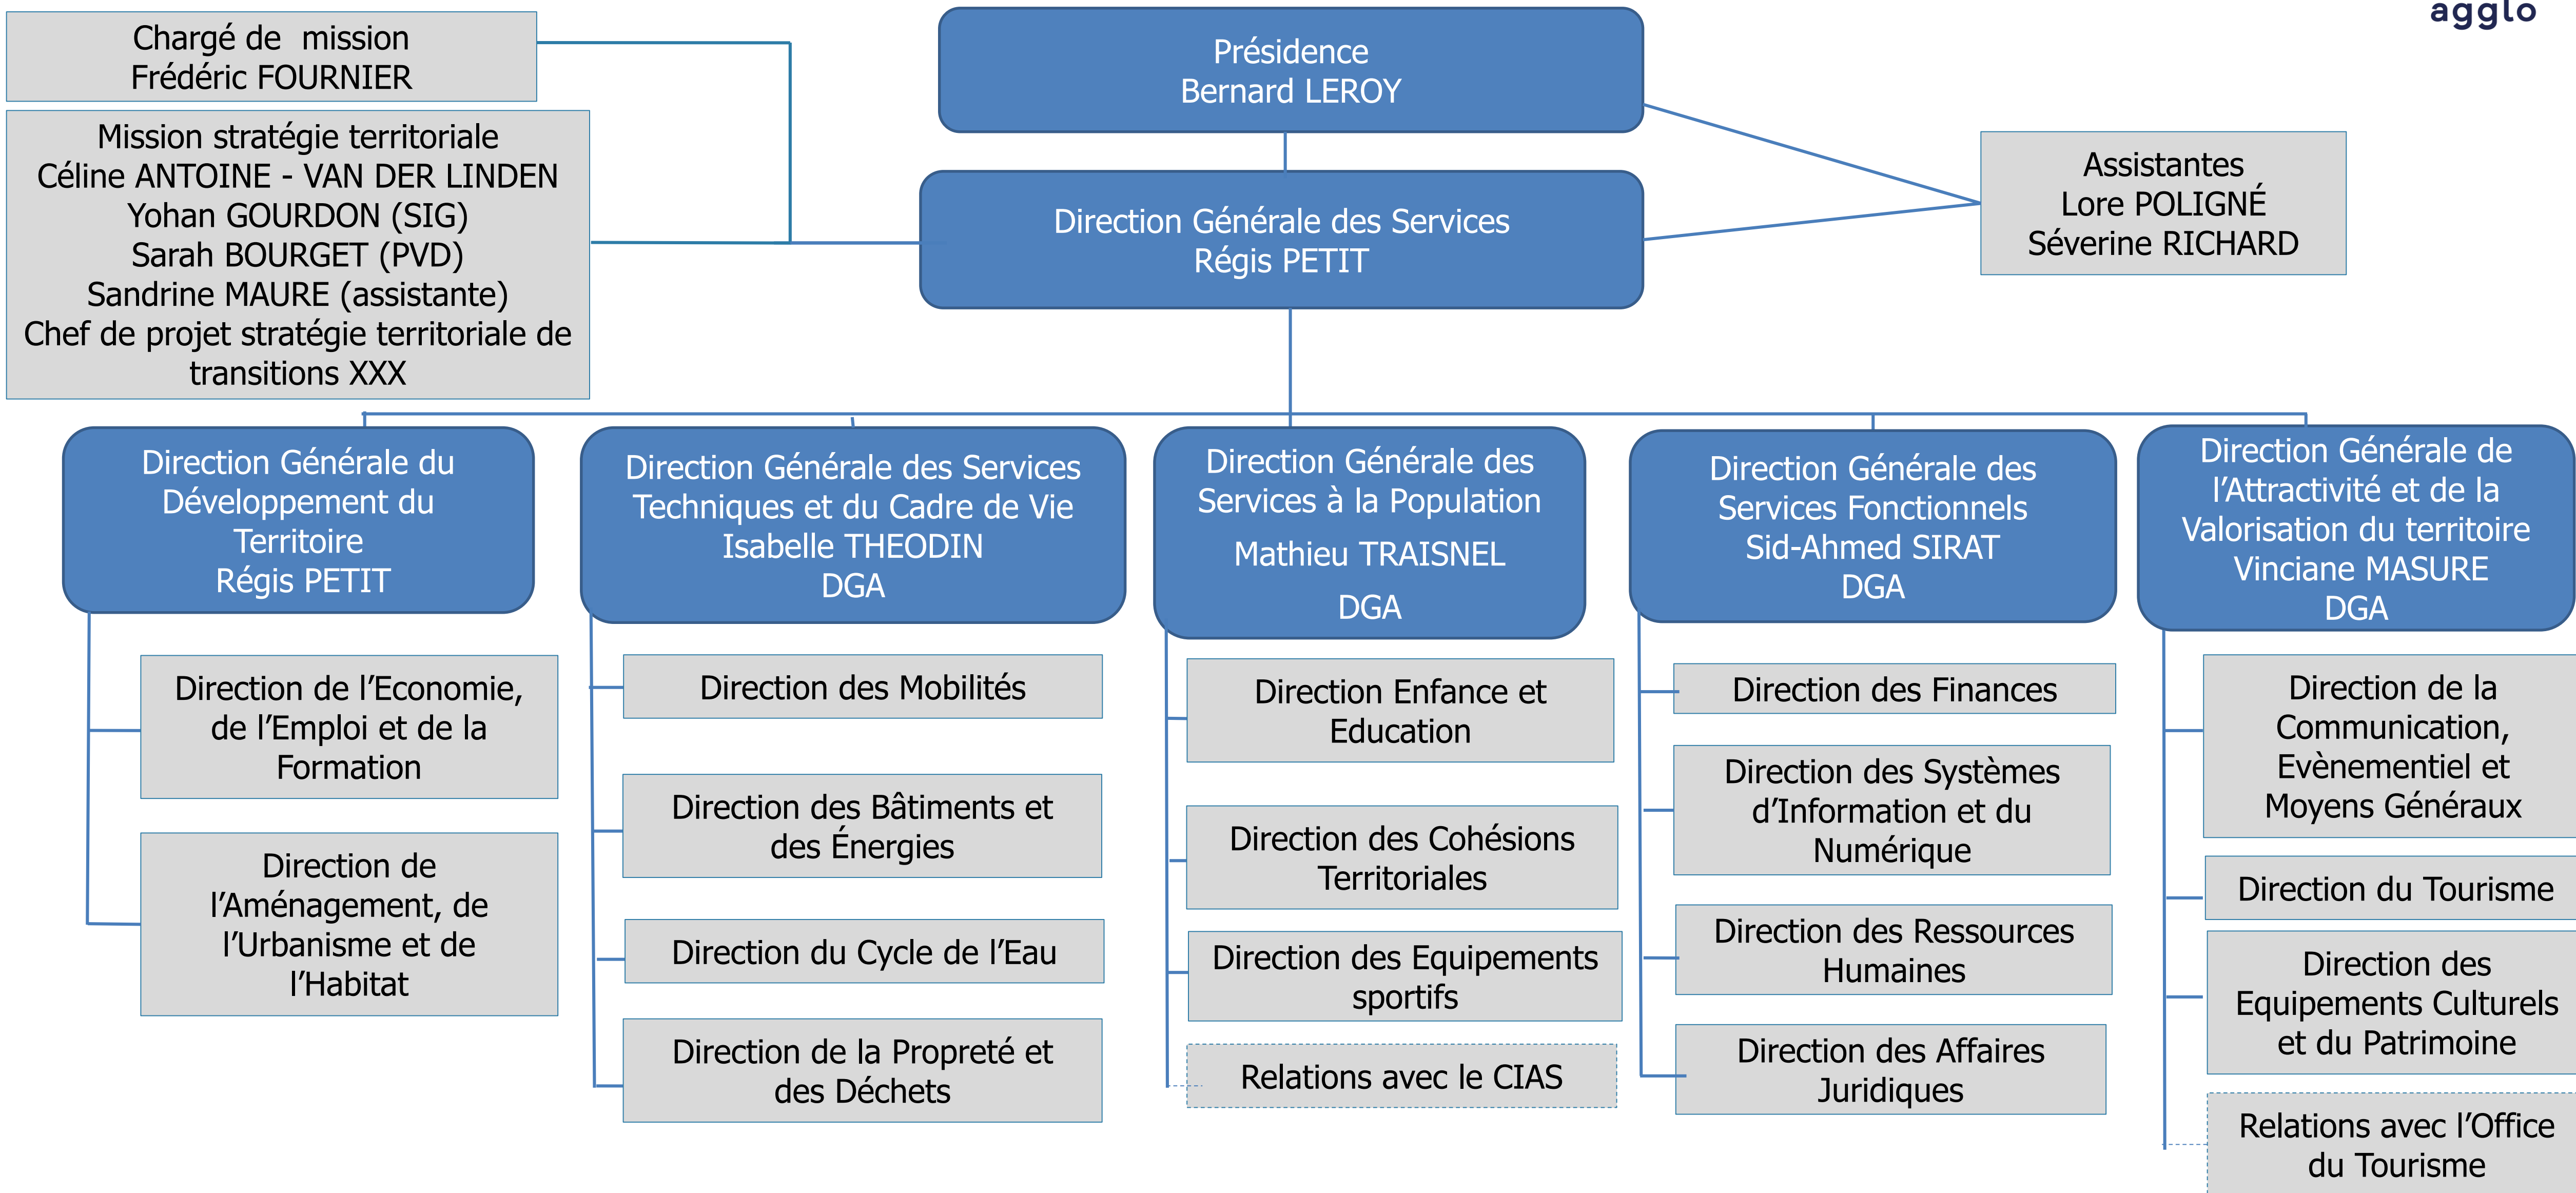 agglo
Chargé de mission
Frédéric FOURNIER
Présidence
Bernard LEROY
Mission stratégie territoriale
Céline ANTOINE - VAN DER LINDEN
Yohan GOURDON (SIG)
Sarah BOURGET (PVD)
Sandrine MAURE (assistante)
Chef de projet stratégie territoriale de
transitions XXX
Direction Générale des Services
Régis PETIT
Assistantes
Lore POLIGNÉ
Séverine RICHARD
Direction Générale du
Développement du
Territoire
Régis PETIT
Direction de l’Economie,
de l’Emploi et de la
Formation
Direction de
l’Aménagement, de
l’Urbanisme et de
l’Habitat
Direction Générale des Services
Techniques et du Cadre de Vie
Isabelle THEODIN
DGA
Direction des Mobilités
Direction des Bâtiments et
des Énergies
Direction du Cycle de l’Eau
Direction de la Propreté et
des Déchets
Direction Générale des
Services à la Population
Mathieu TRAISNEL
DGA
Direction Enfance et
Education
Direction des Cohésions
Territoriales
Direction des Equipements
sportifs
Relations avec le CIAS
Direction Générale des
Services Fonctionnels
Sid-Ahmed SIRAT
DGA
Direction des Finances
Direction des Systèmes
d’Information et du
Numérique
Direction des Ressources
Humaines
Direction des Affaires
Juridiques
Direction Générale de
l’Attractivité et de la
Valorisation du territoire
Vinciane MASURE
DGA
Direction de la
Communication,
Evènementiel et
Moyens Généraux
Direction du Tourisme
Direction des
Equipements Culturels
et du Patrimoine
Relations avec l’Office
du Tourisme